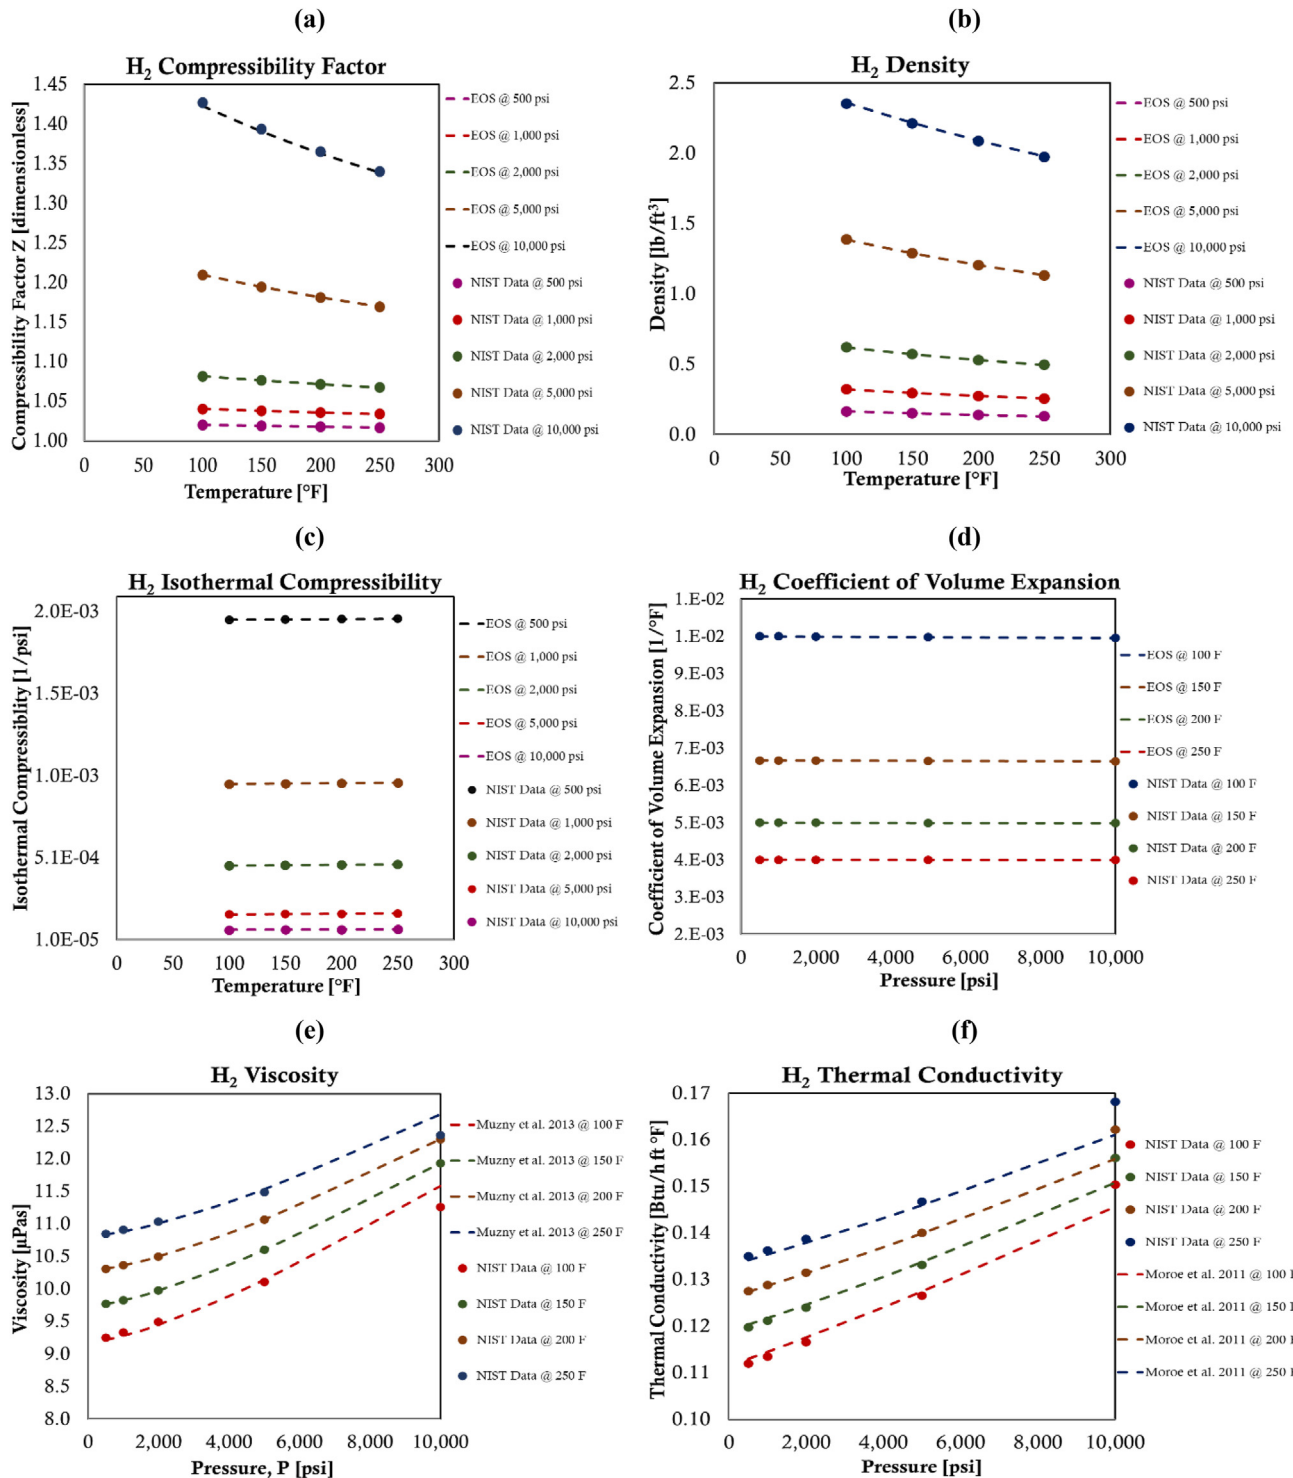 (a)
H₂ Compressibility Factor
Compressibility Factor Z [dimensionless]
1.45
1.40
1.35
1.30
1.25
1.20
1.15
1.10
1.05
1.00
0 50 100 150 200 250 300
Temperature [°F]
EOS @ 500 psi
EOS @ 1,000 psi
EOS @ 2,000 psi
EOS @ 5,000 psi
EOS @ 10,000 psi
NIST Data @ 500 psi
NIST Data @ 1,000 psi
NIST Data @ 2,000 psi
NIST Data @ 5,000 psi
NIST Data @ 10,000 psi
(b)
H₂ Density
Density [lb/ft³]
2.5
2.0
1.5
1.0
0.5
0.0
0 50 100 150 200 250 300
Temperature [°F]
EOS @ 500 psi
EOS @ 1,000 psi
EOS @ 2,000 psi
EOS @ 5,000 psi
EOS @ 10,000 psi
NIST Data @ 500 psi
NIST Data @ 1,000 psi
NIST Data @ 2,000 psi
NIST Data @ 5,000 psi
NIST Data @ 10,000 psi
(c)
H₂ Isothermal Compressibility
Isothermal Compressiblity [1/psi]
2.0E-03
1.5E-03
1.0E-03
5.1E-04
1.0E-05
0 50 100 150 200 250 300
Temperature [°F]
EOS @ 500 psi
EOS @ 1,000 psi
EOS @ 2,000 psi
EOS @ 5,000 psi
EOS @ 10,000 psi
NIST Data @ 500 psi
NIST Data @ 1,000 psi
NIST Data @ 2,000 psi
NIST Data @ 5,000 psi
NIST Data @ 10,000 psi
(d)
H₂ Coefficient of Volume Expansion
Coefficient of Volume Expansion [1/°F]
1.E-02
1.E-02
9.E-03
8.E-03
7.E-03
6.E-03
5.E-03
4.E-03
3.E-03
2.E-03
0 2,000 4,000 6,000 8,000 10,000
Pressure [psi]
EOS @ 100 F
EOS @ 150 F
EOS @ 200 F
EOS @ 250 F
NIST Data @ 100 F
NIST Data @ 150 F
NIST Data @ 200 F
NIST Data @ 250 F
(e)
H₂ Viscosity
Viscosity [µPas]
13.0
12.5
12.0
11.5
11.0
10.5
10.0
9.5
9.0
8.5
8.0
0 2,000 4,000 6,000 8,000 10,000
Pressure, P [psi]
Muzny et al. 2013 @ 100 F
Muzny et al. 2013 @ 150 F
Muzny et al. 2013 @ 200 F
Muzny et al. 2013 @ 250 F
NIST Data @ 100 F
NIST Data @ 150 F
NIST Data @ 200 F
NIST Data @ 250 F
(f)
H₂ Thermal Conductivity
Thermal Conductivity [Btu/h ft °F]
0.17
0.16
0.15
0.14
0.13
0.12
0.11
0.10
0 2,000 4,000 6,000 8,000 10,000
Pressure [psi]
NIST Data @ 100 F
NIST Data @ 150 F
NIST Data @ 200 F
NIST Data @ 250 F
Moroe et al. 2011 @ 100 F
Moroe et al. 2011 @ 150 F
Moroe et al. 2011 @ 200 F
Moroe et al. 2011 @ 250 F